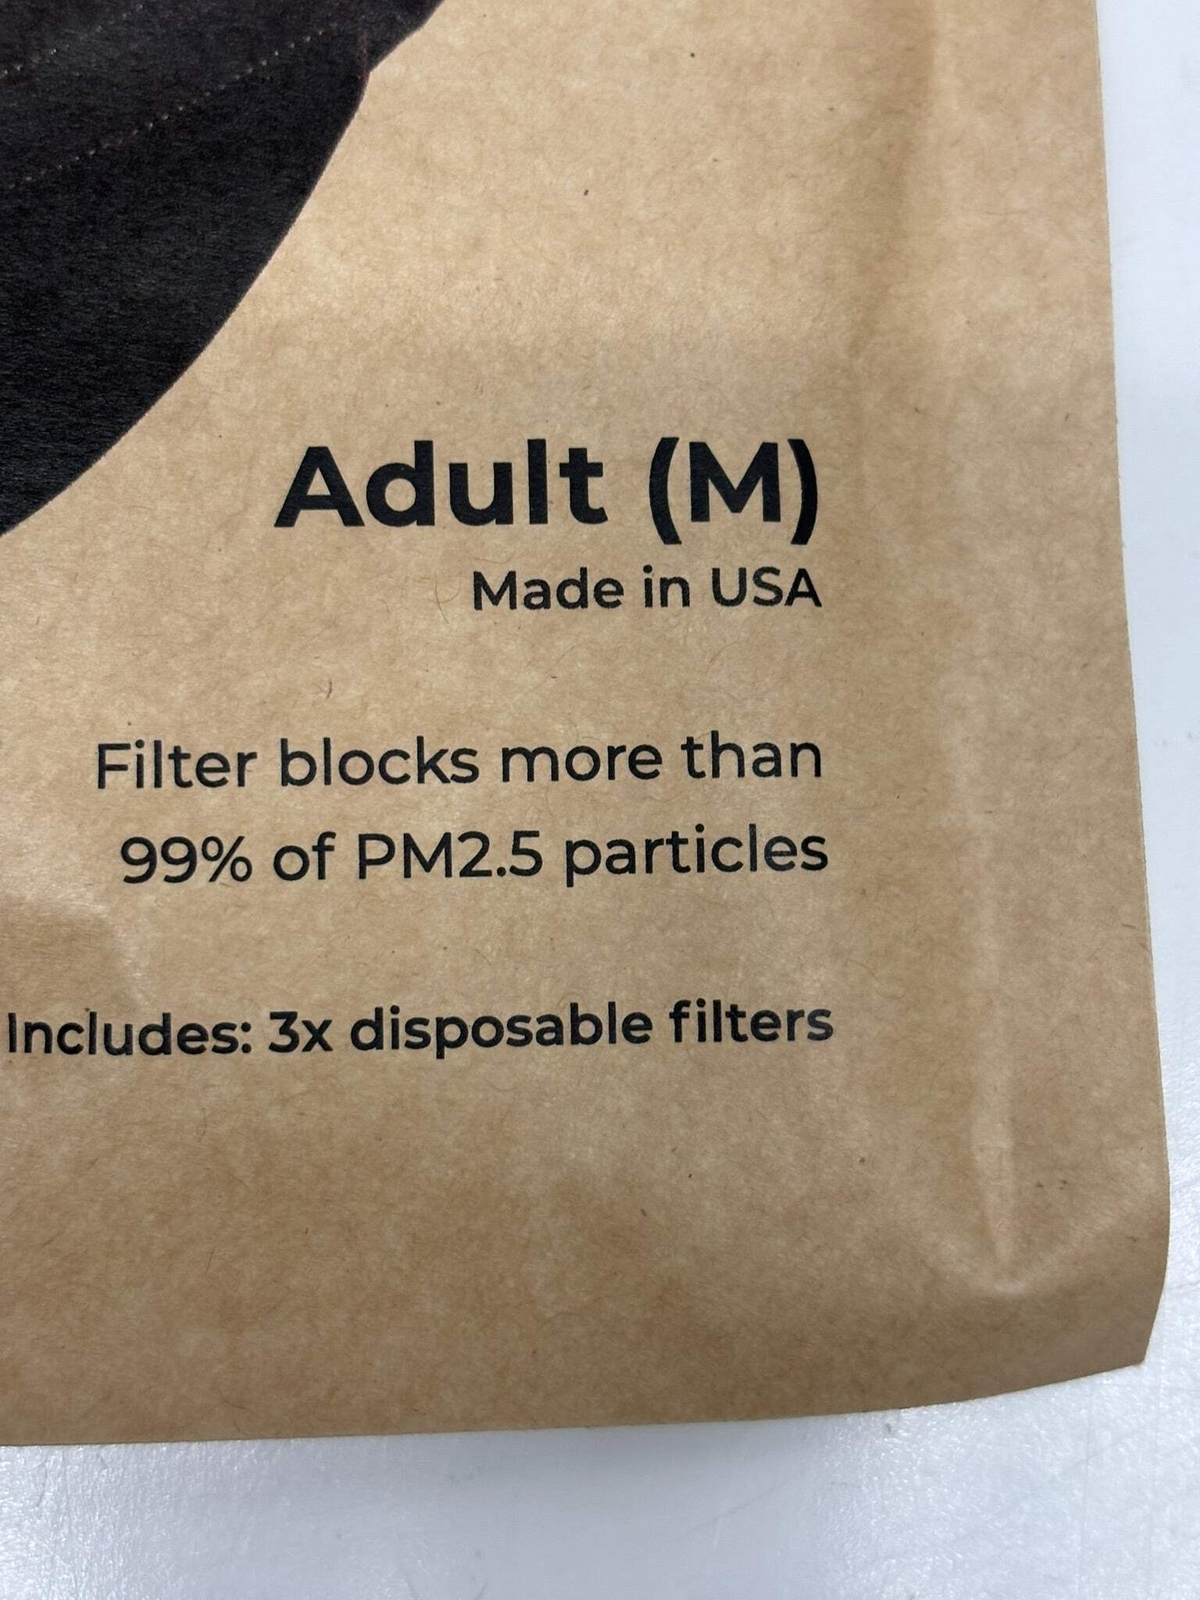 Adult (M)
Made in USA
Filter blocks more than
99% of PM2.5 particles
Includes: 3x disposable filters